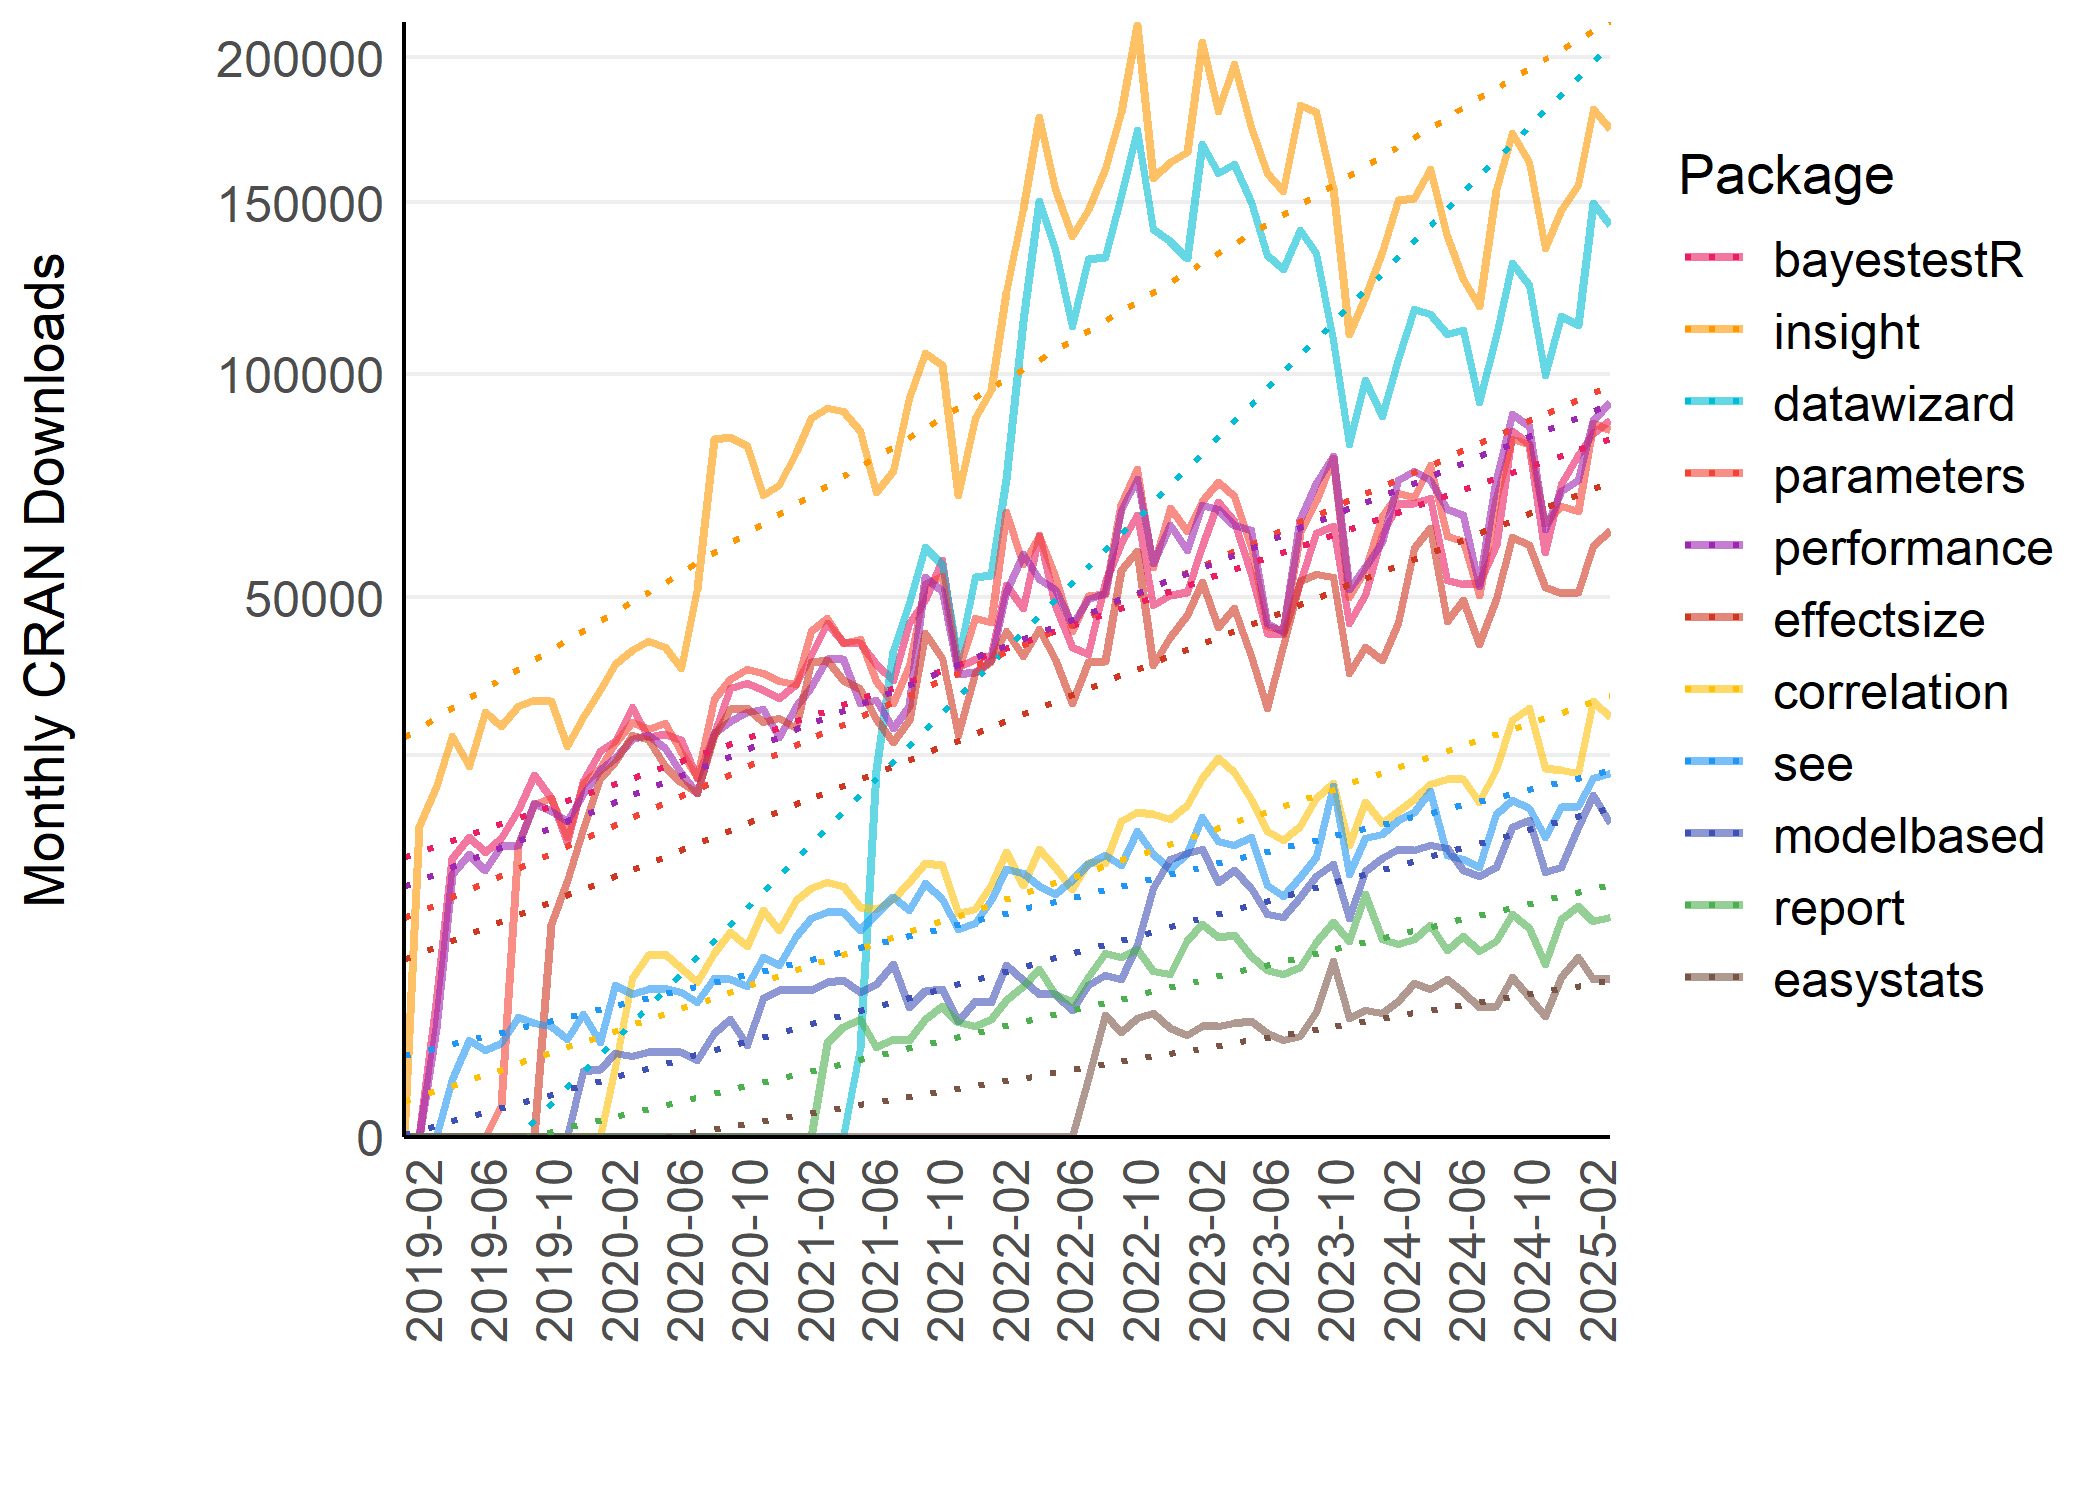 Monthly CRAN Downloads
200000
150000
100000
50000
0
2019-02
2019-06
2019-10
2020-02
2020-06
2020-10
2021-02
2021-06
2021-10
2022-02
2022-06
2022-10
2023-02
2023-06
2023-10
2024-02
2024-06
2024-10
2025-02
Package
bayestestR
insight
datawizard
parameters
performance
effectsize
correlation
see
modelbased
report
easystats